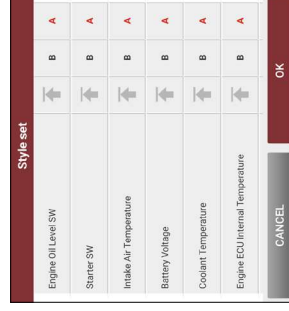 Style set
Engine Oil Level SW B A
Starter SW B A
Intake Air Temperature B A
Battery Voltage B A
Coolant Temperature B A
Engine ECU Internal Temperature B A
CANCEL OK